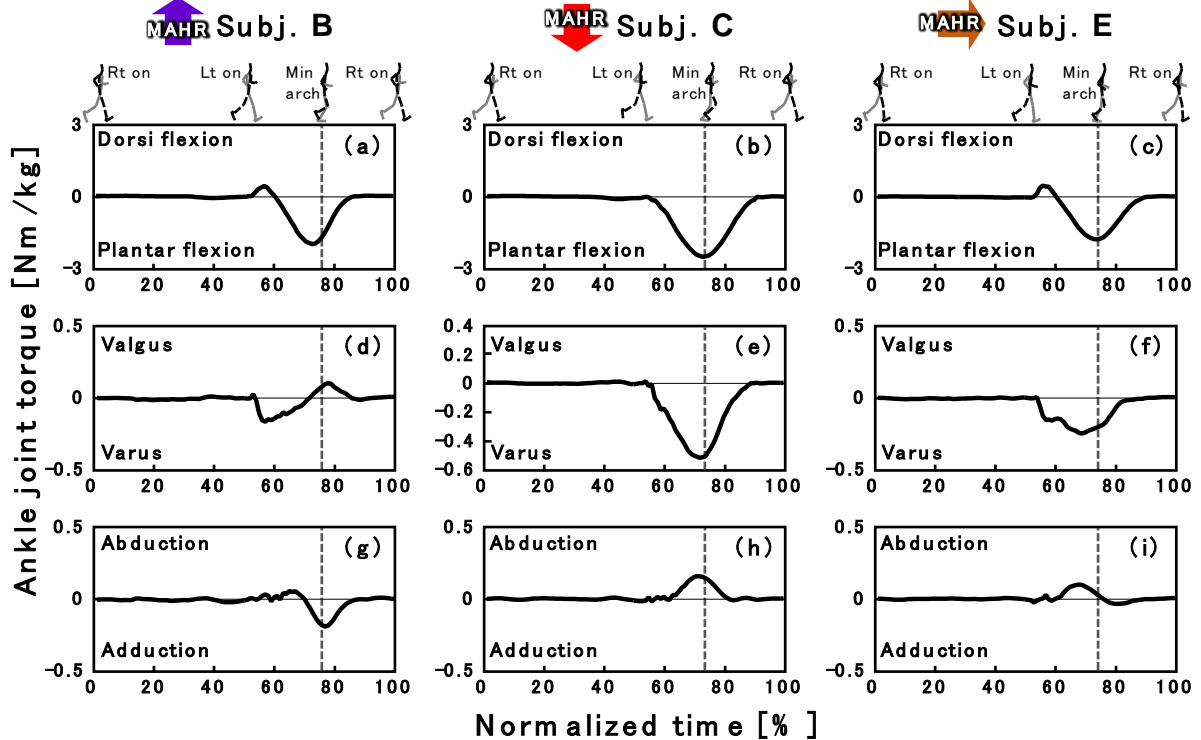 MAHR Subj. B
MAHR Subj. C
MAHR Subj. E
Rt on Lt on Min arch Rt on
Rt on Lt on Min arch Rt on
Rt on Lt on Min arch Rt on
Ankle joint torque [Nm/kg]
3
0
−3
Dorsi flexion (a)
Plantar flexion
0 20 40 60 80 100
3
0
−3
Dorsi flexion (b)
Plantar flexion
0 20 40 60 80 100
3
0
−3
Dorsi flexion (c)
Plantar flexion
0 20 40 60 80 100
0.5
0
−0.5
Valgus (d)
Varus
0 20 40 60 80 100
0.4
0.2
0
−0.2
−0.4
−0.6
Valgus (e)
Varus
0 20 40 60 80 100
0.5
0
−0.5
Valgus (f)
Varus
0 20 40 60 80 100
0.5
0
−0.5
Abduction (g)
Adduction
0 20 40 60 80 100
0.5
0
−0.5
Abduction (h)
Adduction
0 20 40 60 80 100
0.5
0
−0.5
Abduction (i)
Adduction
0 20 40 60 80 100
Normalized time [% ]